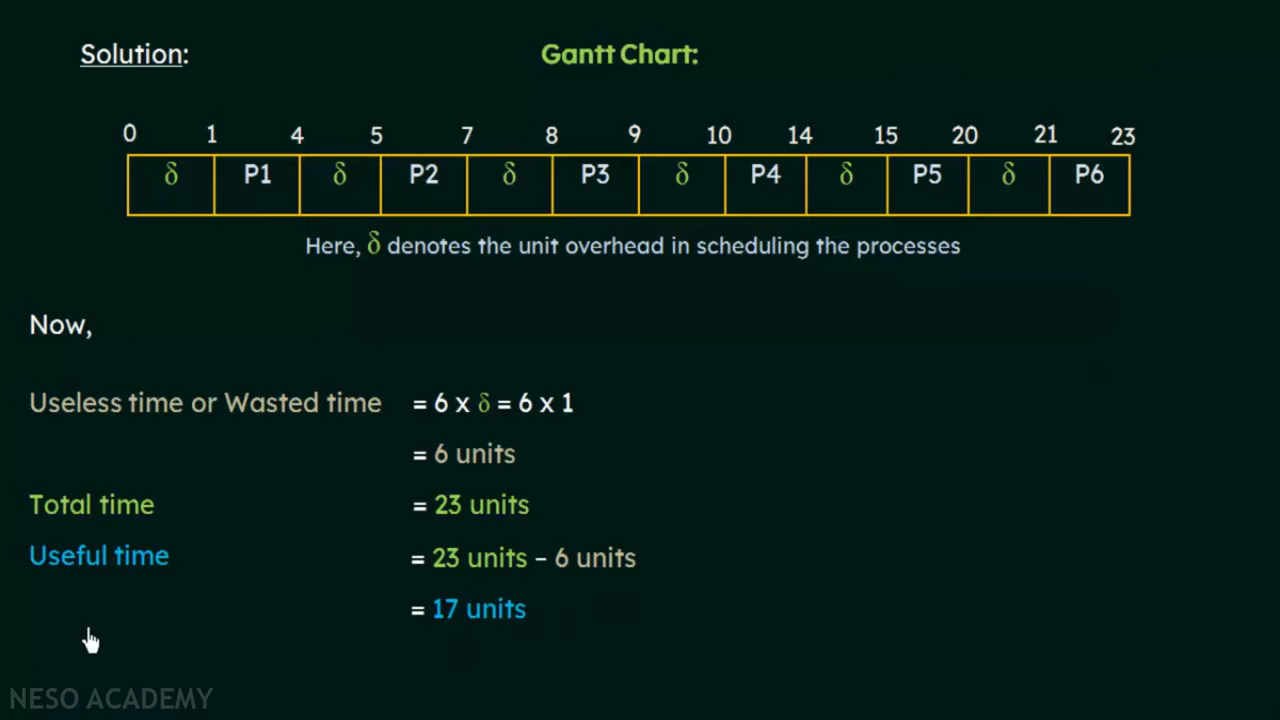 Solution:
Gantt Chart:
0 1 4 5 7 8 9 10 14 15 20 21 23
δ P1 δ P2 δ P3 δ P4 δ P5 δ P6
Here, δ denotes the unit overhead in scheduling the processes
Now,
Useless time or Wasted time = 6 x δ = 6 x 1
= 6 units
Total time = 23 units
Useful time = 23 units – 6 units
= 17 units
NESO ACADEMY